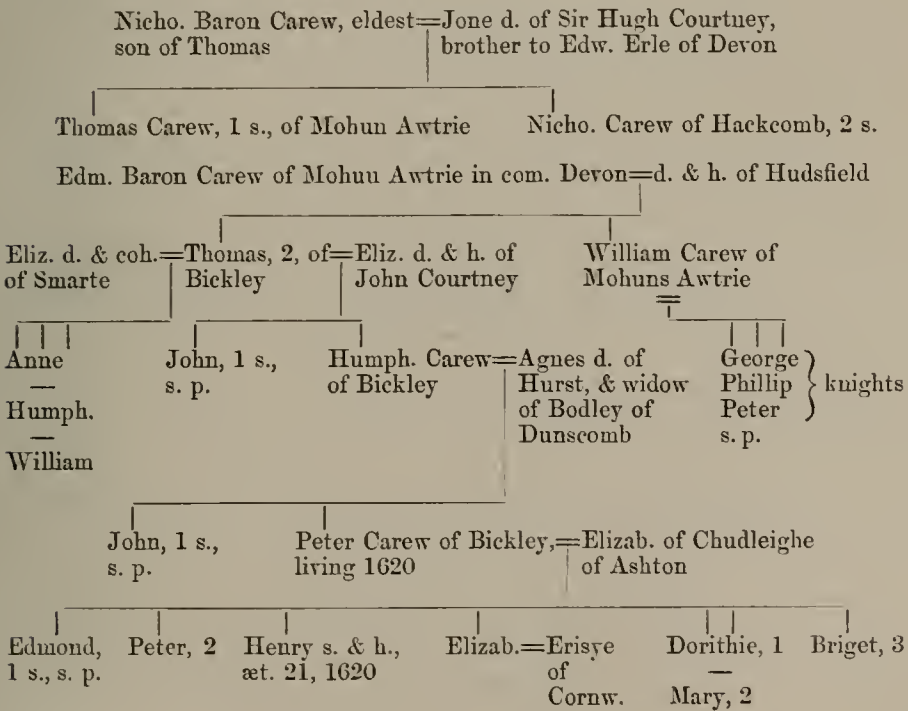 Nicho. Baron Carew, eldest=Jone d. of Sir Hugh Courtney,
son of Thomas brother to Edw. Erle of Devon
Thomas Carew, 1 s., of Mohun Awtrie Nicho. Carew of Hackcomb, 2 s.
Edm. Baron Carew of Mohun Awtrie in com. Devon=d. & h. of Hudsfield
Eliz. d. & coh.=Thomas, 2, of=Eliz. d. & h. of William Carew of
of Smarte Bickley John Courtney Mohuns Awtrie
=
Anne John, 1 s., Humph. Carew=Agnes d. of George
— s. p. of Bickley Hurst, & widow Phillip } knights
Humph. of Bodley of Peter
— Dunscomb s. p.
William
John, 1 s., Peter Carew of Bickley,=Elizab. of Chudleighe
s. p. living 1620 of Ashton
Edmond, Peter, 2 Henry s. & h., Elizab.=Erisye Dorithie, 1 Briget, 3
1 s., s. p. æt. 21, 1620 of —
Cornw. Mary, 2